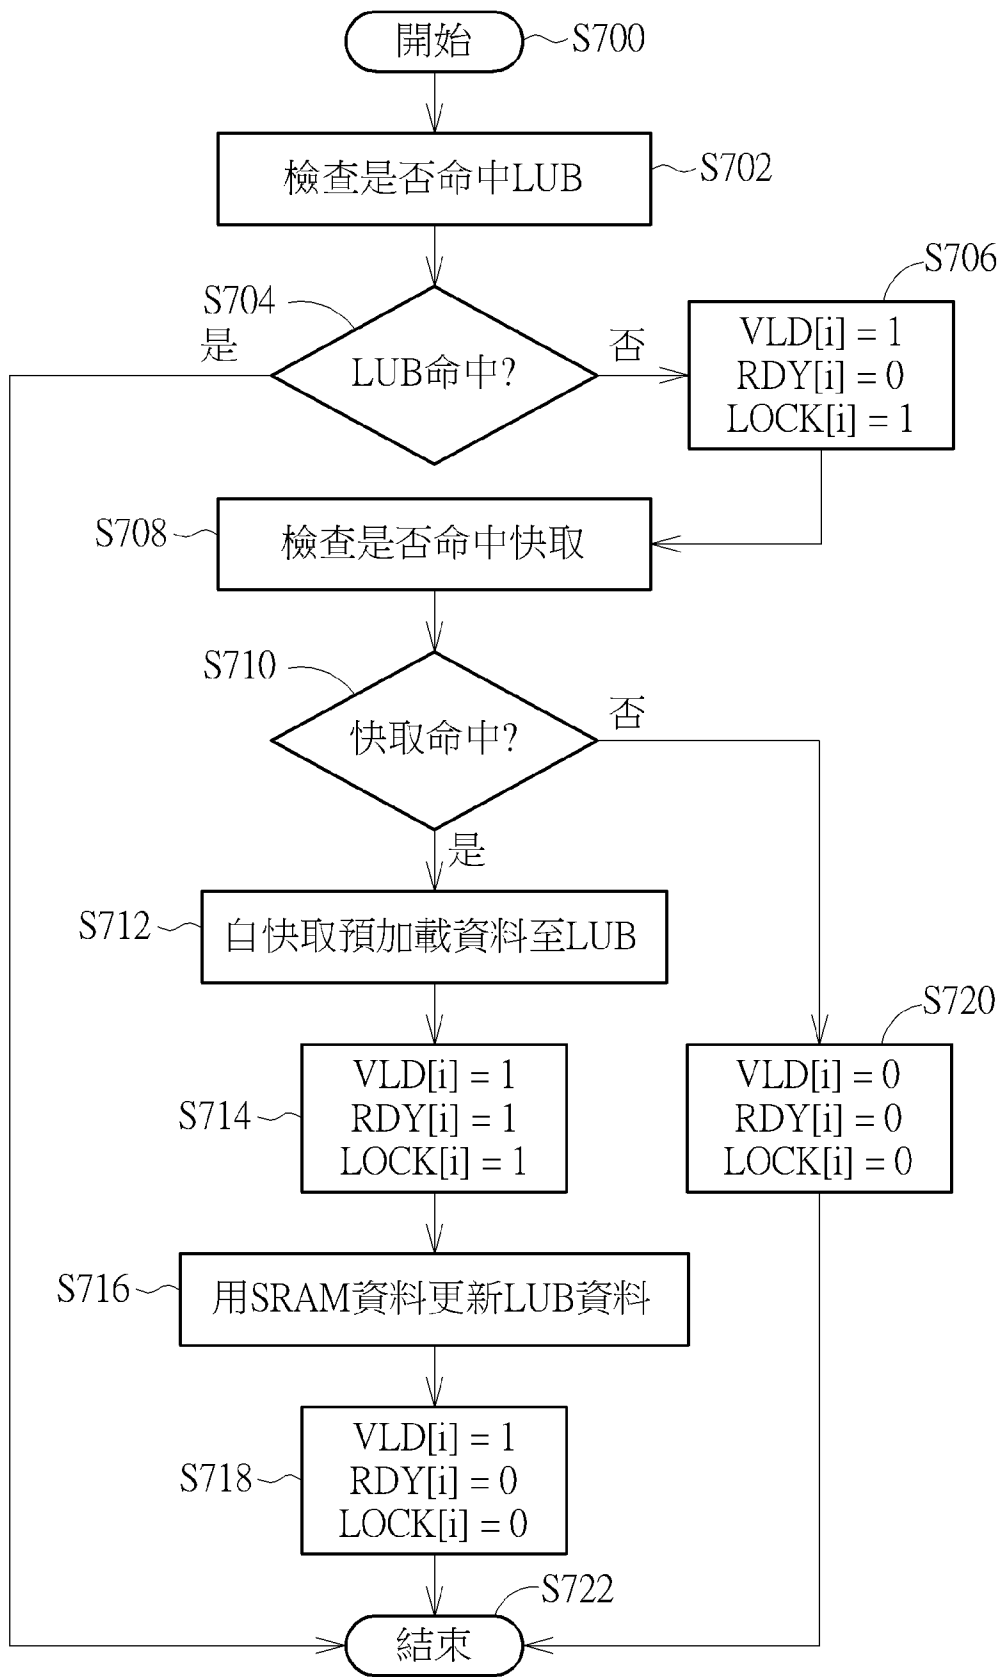 開始
S700
檢查是否命中LUB
S702
S704
是
LUB命中?
否
S706
VLD[i] = 1
RDY[i] = 0
LOCK[i] = 1
S708
檢查是否命中快取
S710
快取命中?
否
是
S712
白快取預加載資料至LUB
S714
VLD[i] = 1
RDY[i] = 1
LOCK[i] = 1
S720
VLD[i] = 0
RDY[i] = 0
LOCK[i] = 0
S716
用SRAM資料更新LUB資料
S718
VLD[i] = 1
RDY[i] = 0
LOCK[i] = 0
S722
結束